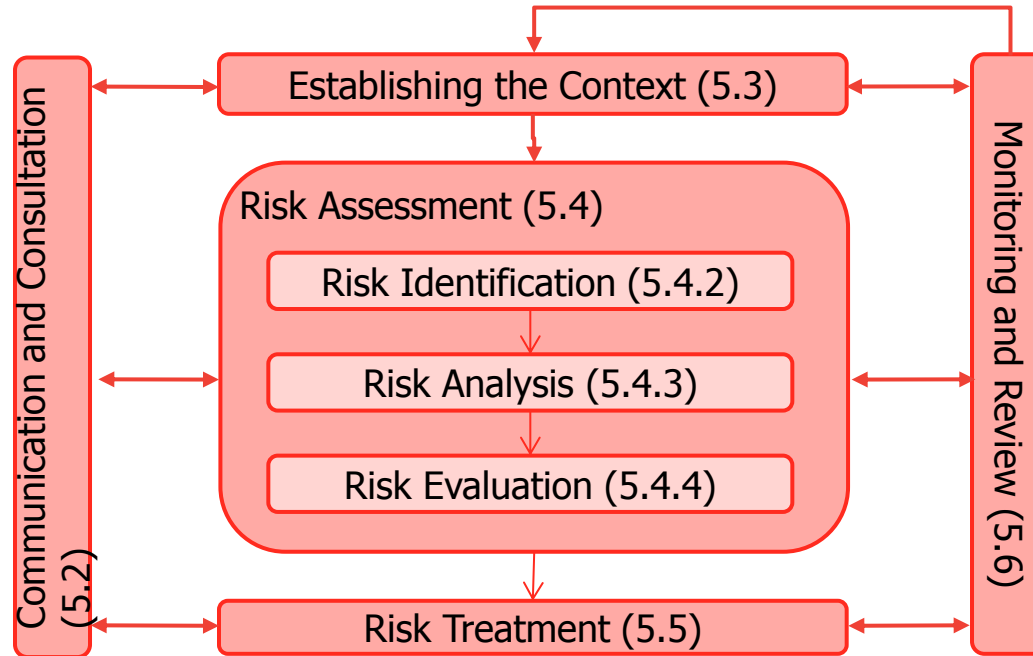 Communication and Consultation
(5.2)
Establishing the Context (5.3)
Risk Assessment (5.4)
Risk Identification (5.4.2)
Risk Analysis (5.4.3)
Risk Evaluation (5.4.4)
Risk Treatment (5.5)
Monitoring and Review (5.6)